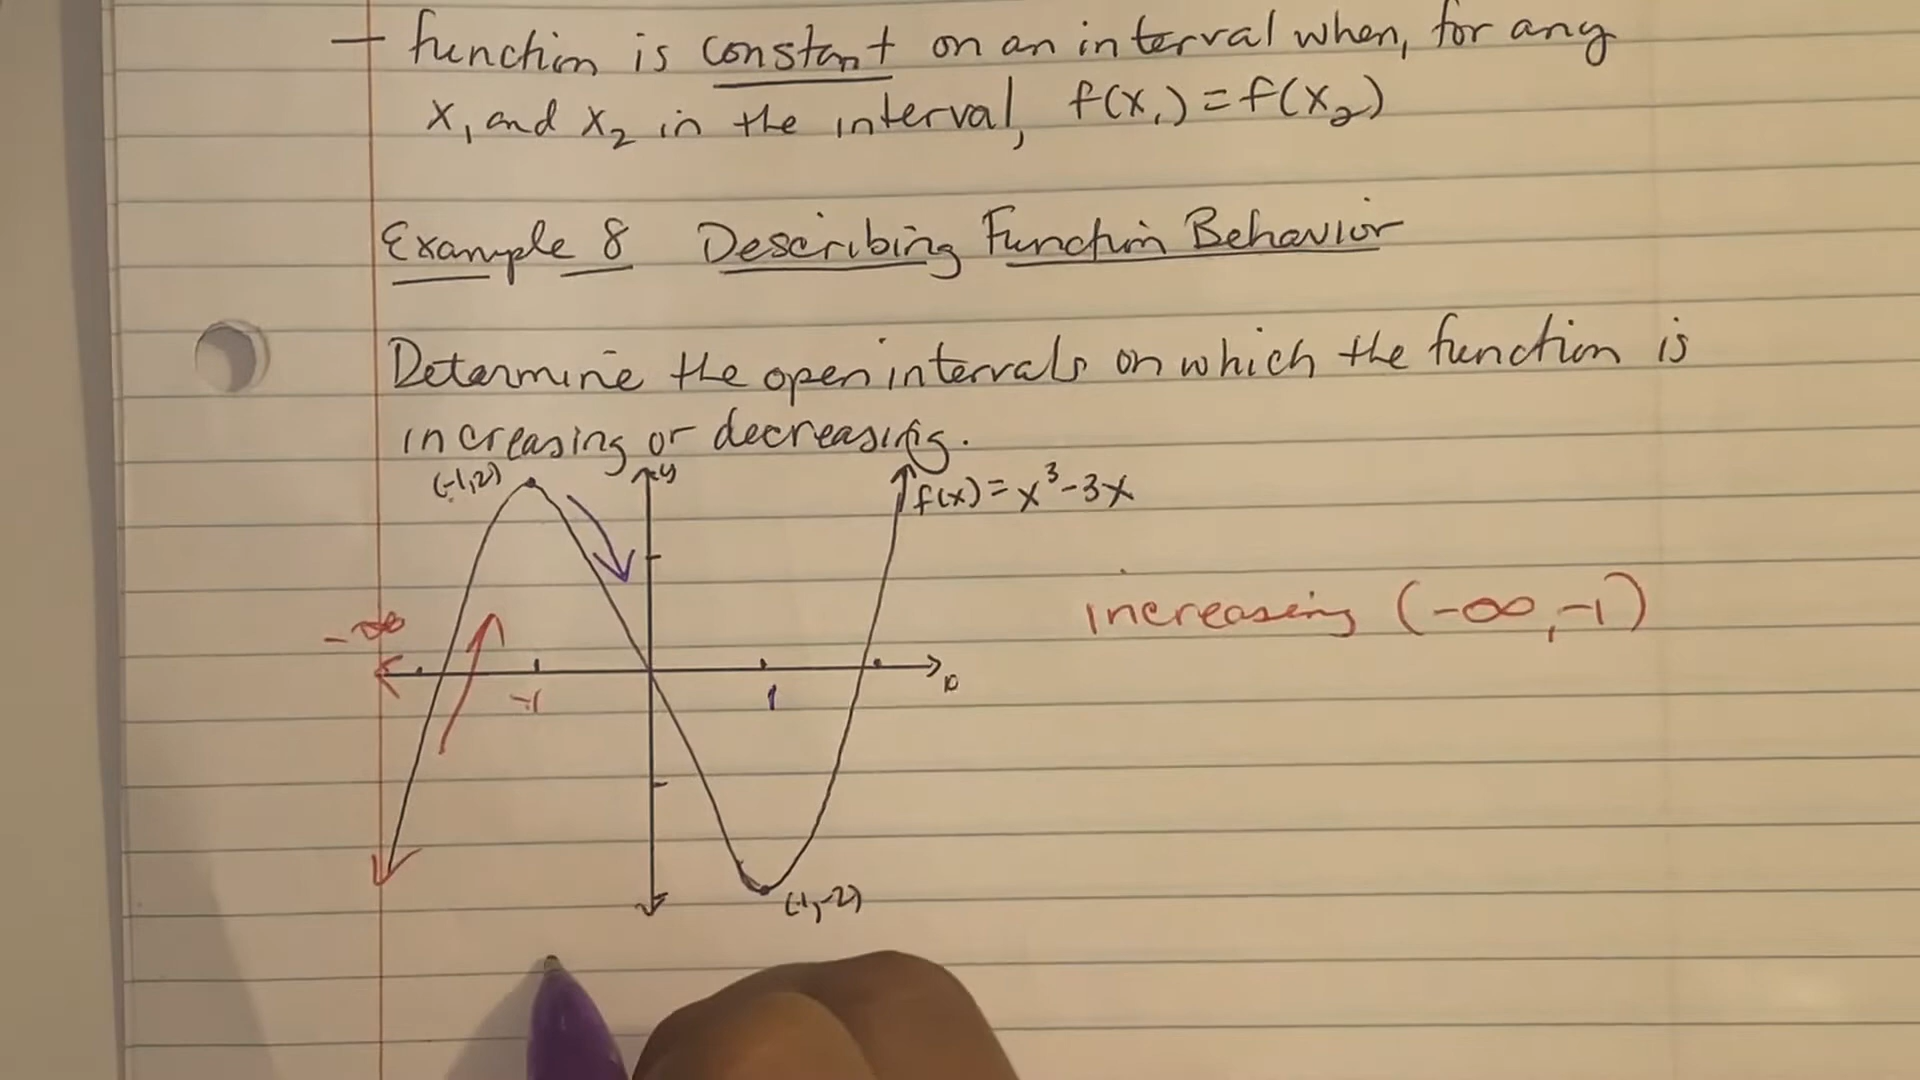 — function is constant on an interval when, for any
x₁ and x₂ in the interval, f(x₁) = f(x₂)
Example 8 Describing Function Behavior
Determine the open intervals on which the function is
increasing or decreasing.
(-1,2)
y
f(x) = x³-3x
increasing (-∞,-1)
-∞
-1
1
(-1,-2)